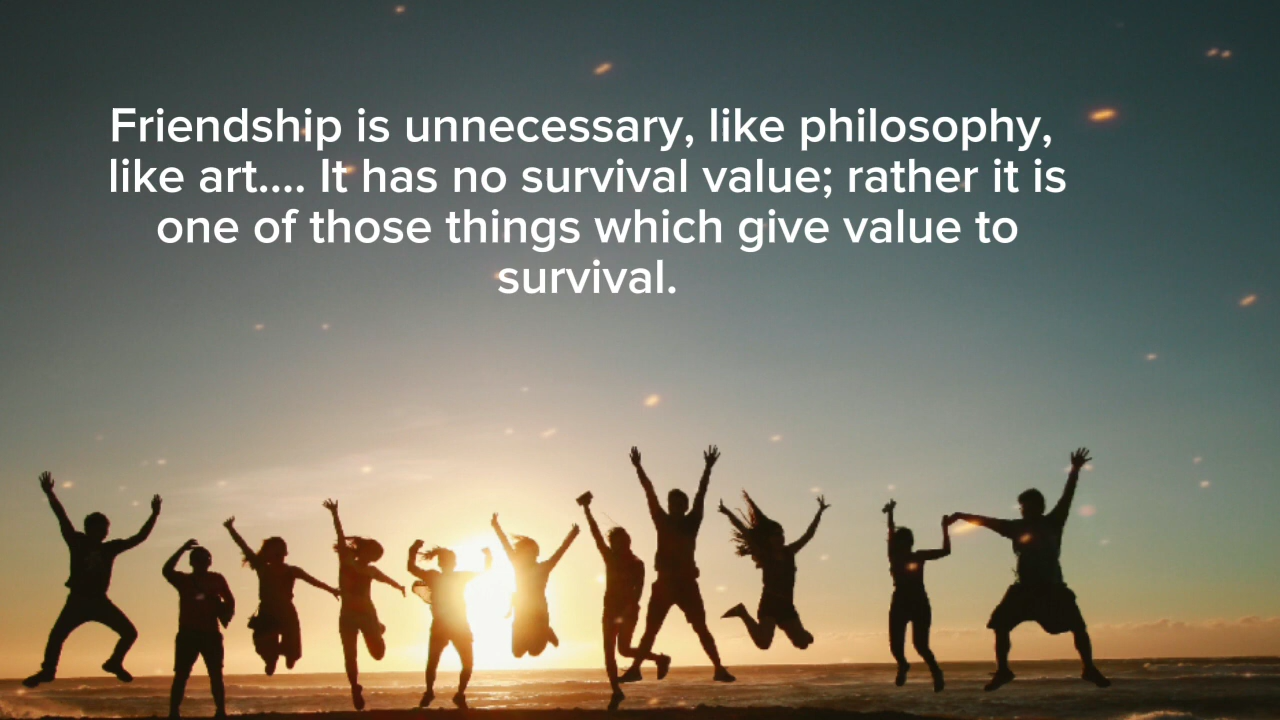 Friendship is unnecessary, like philosophy,
like art.... It has no survival value; rather it is
one of those things which give value to
survival.